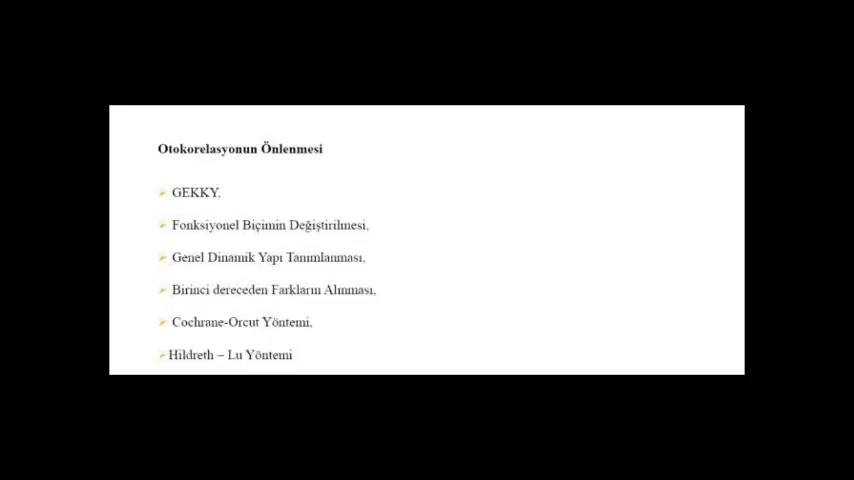 Otokorelasyonun Önlenmesi
GEKKY.
Fonksiyonel Biçimin Değiştirilmesi,
Genel Dinamik Yapı Tanımlanması,
Birinci dereceden Farkların Alınması,
Cochrane-Orcut Yöntemi,
Hildreth – Lu Yöntemi